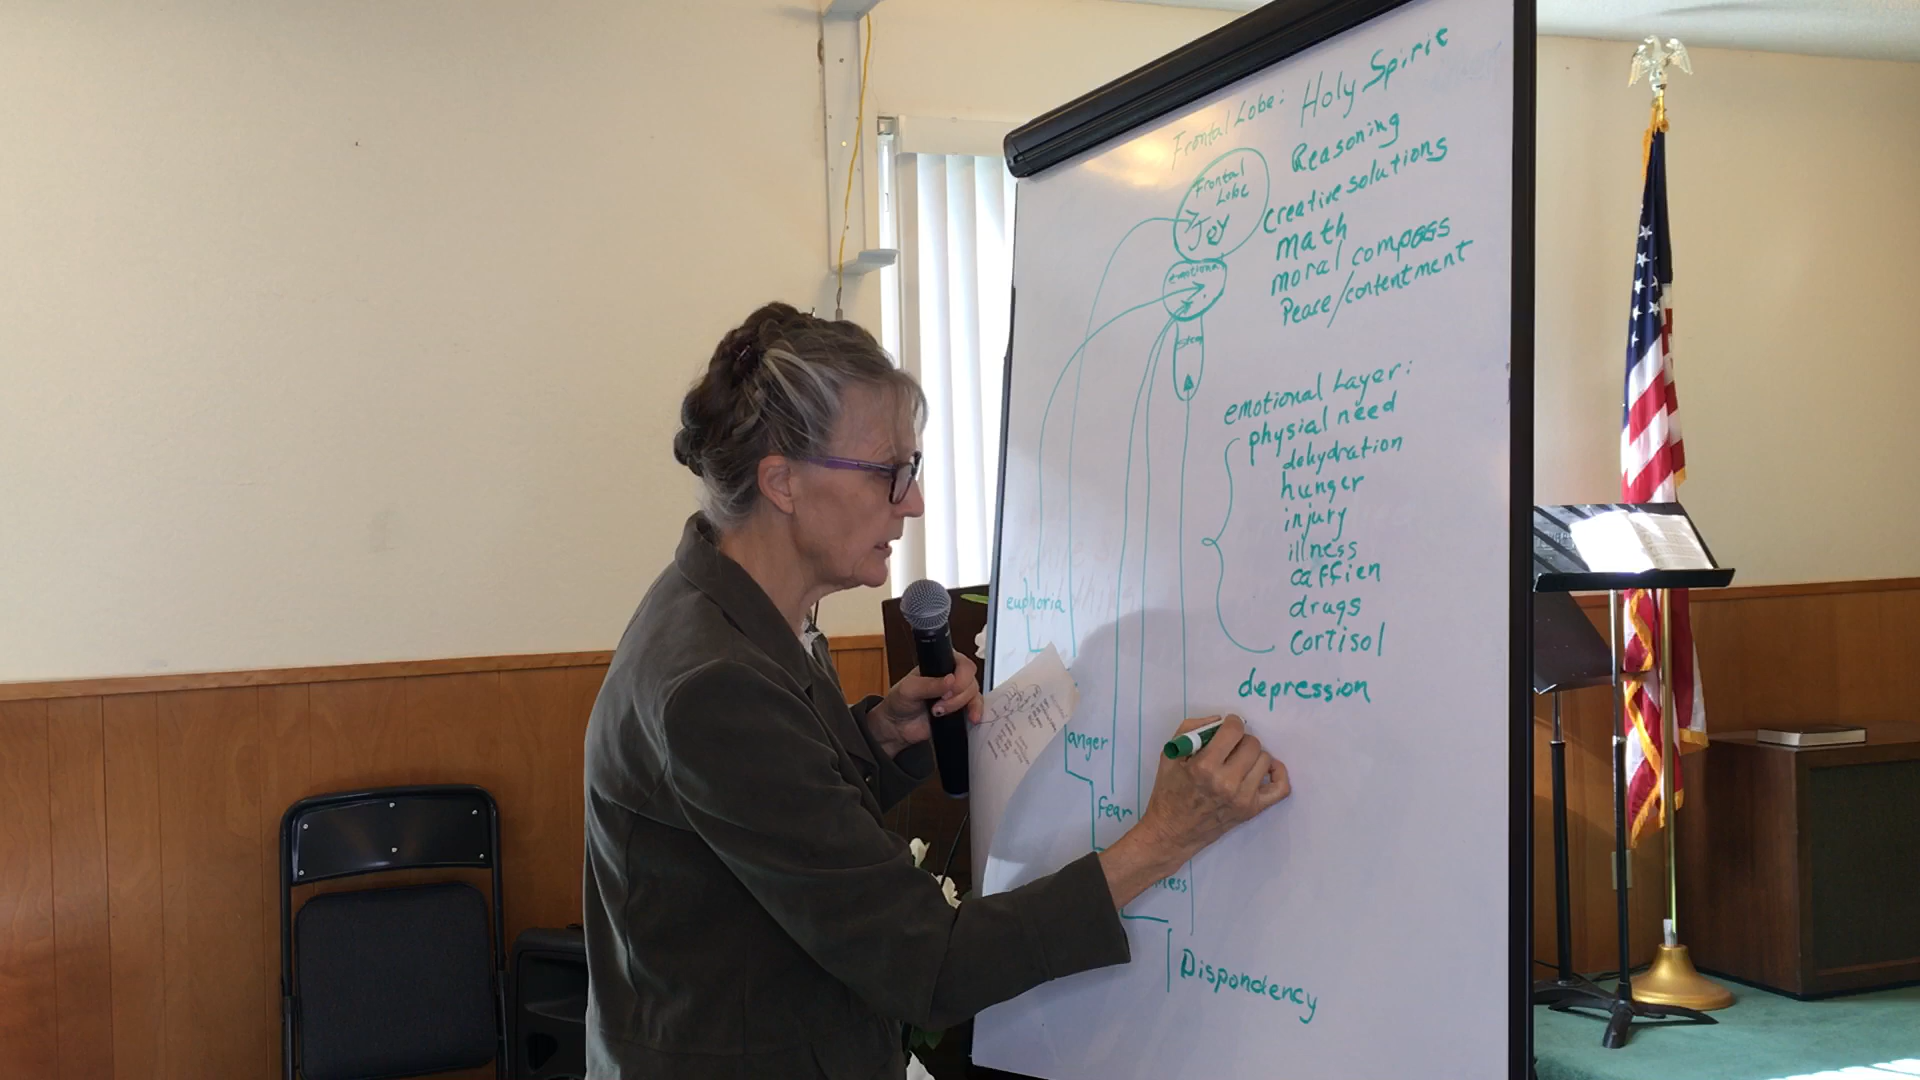 Frontal Lobe: Holy Spirit
Reasoning
creative solutions
math
moral compass
Peace/contentment
Frontal
Lobe
Joy
emotional
Stem
emotional Layer:
physial need
dehydration
hunger
injury
illness
caffien
drugs
Cortisol
depression
euphoria
anger
fear
Dispondency